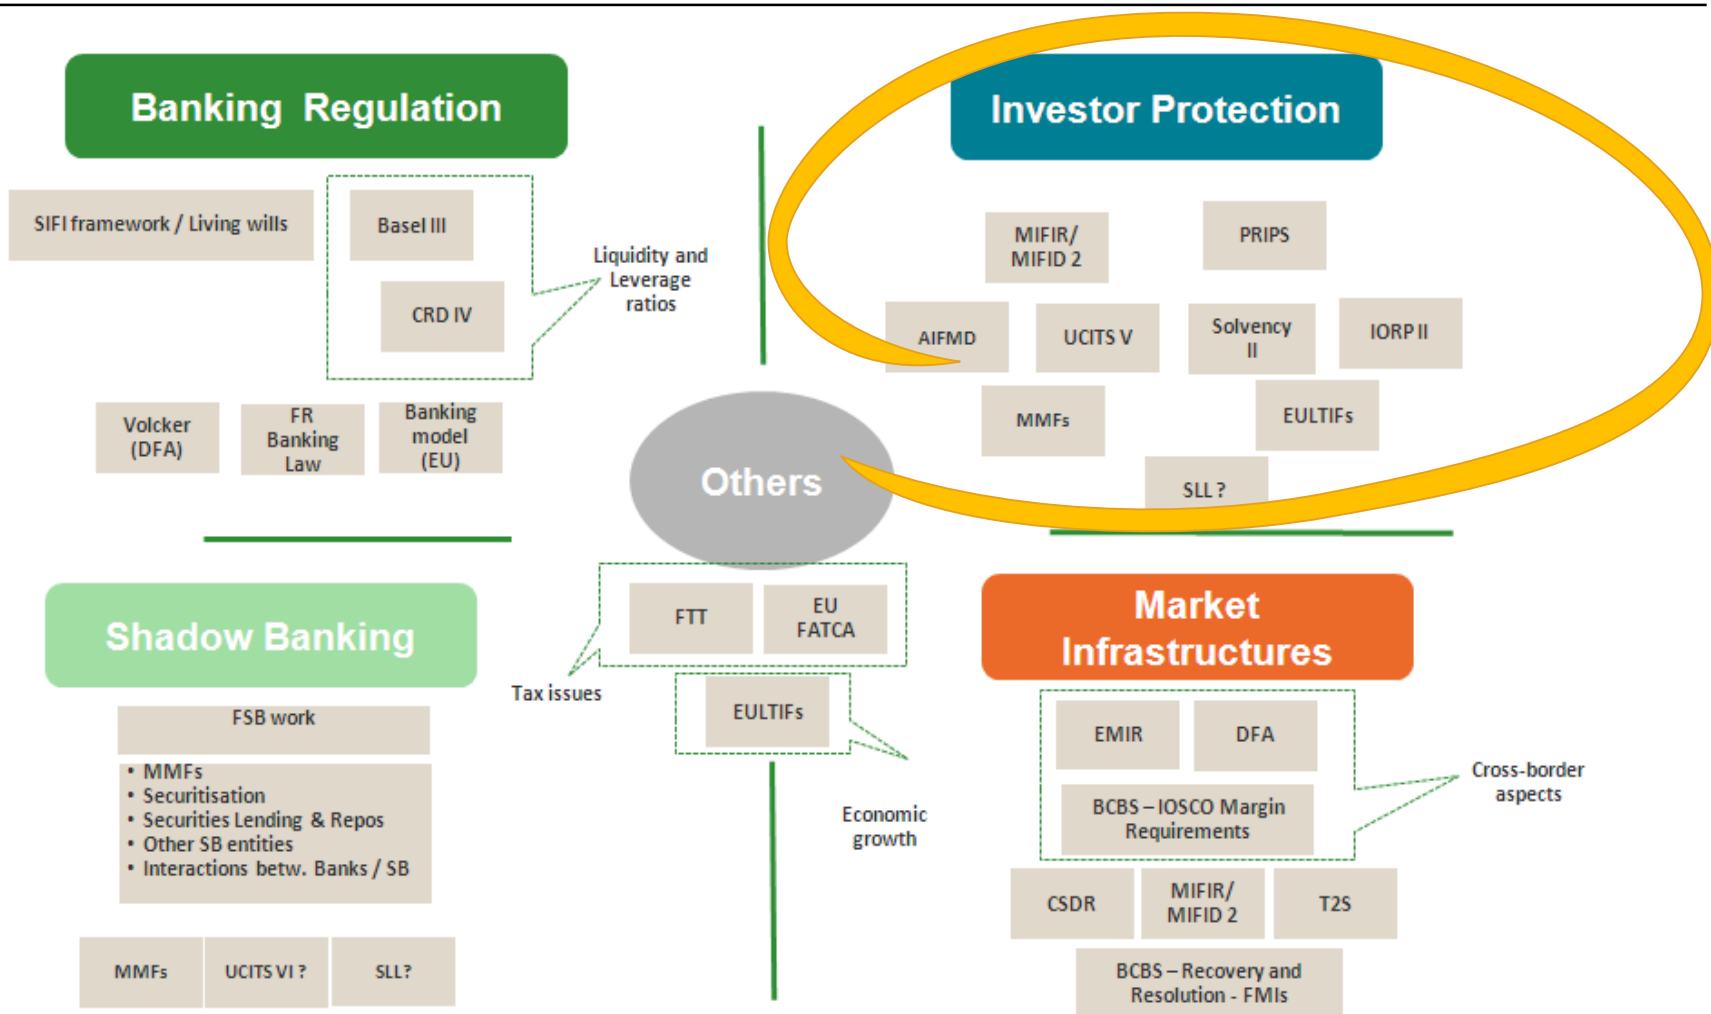 Banking Regulation
SIFI framework / Living wills
Basel III
CRD IV
Liquidity and
Leverage
ratios
Volcker
(DFA)
FR
Banking
Law
Banking
model
(EU)
Investor Protection
MIFIR/
MIFID 2
PRIPS
AIFMD
UCITS V
Solvency
II
IORP II
MMFs
EULTIFs
SLL ?
Others
FTT
EU
FATCA
Tax issues
EULTIFs
Economic
growth
Shadow Banking
FSB work
• MMFs
• Securitisation
• Securities Lending & Repos
• Other SB entities
• Interactions betw. Banks / SB
MMFs
UCITS VI ?
SLL?
Market
Infrastructures
EMIR
DFA
BCBS – IOSCO Margin
Requirements
Cross-border
aspects
CSDR
MIFIR/
MIFID 2
T2S
BCBS – Recovery and
Resolution - FMIs